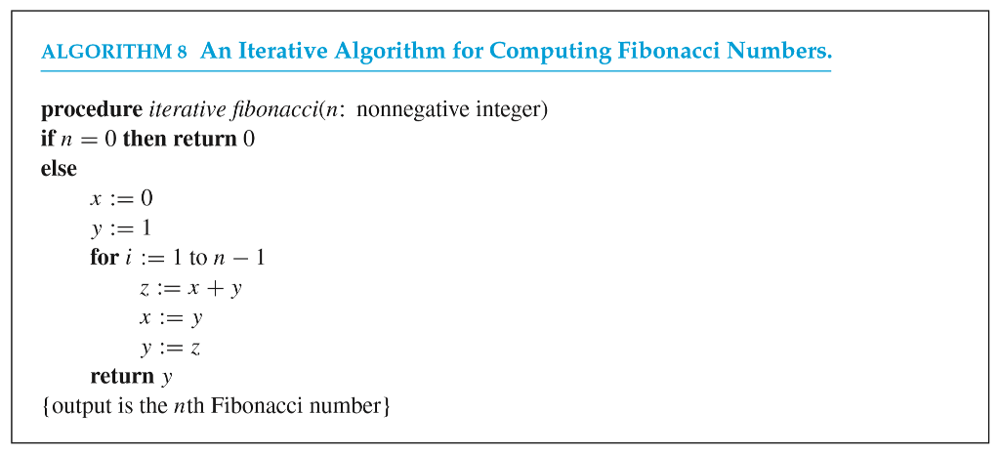 ALGORITHM 8 An Iterative Algorithm for Computing Fibonacci Numbers.
procedure iterative fibonacci(n: nonnegative integer)
if n = 0 then return 0
else
x := 0
y := 1
for i := 1 to n − 1
z := x + y
x := y
y := z
return y
{output is the nth Fibonacci number}